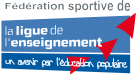 Fédération sportive de
la ligue de
l'enseignement
un avenir par l'éducation populaire